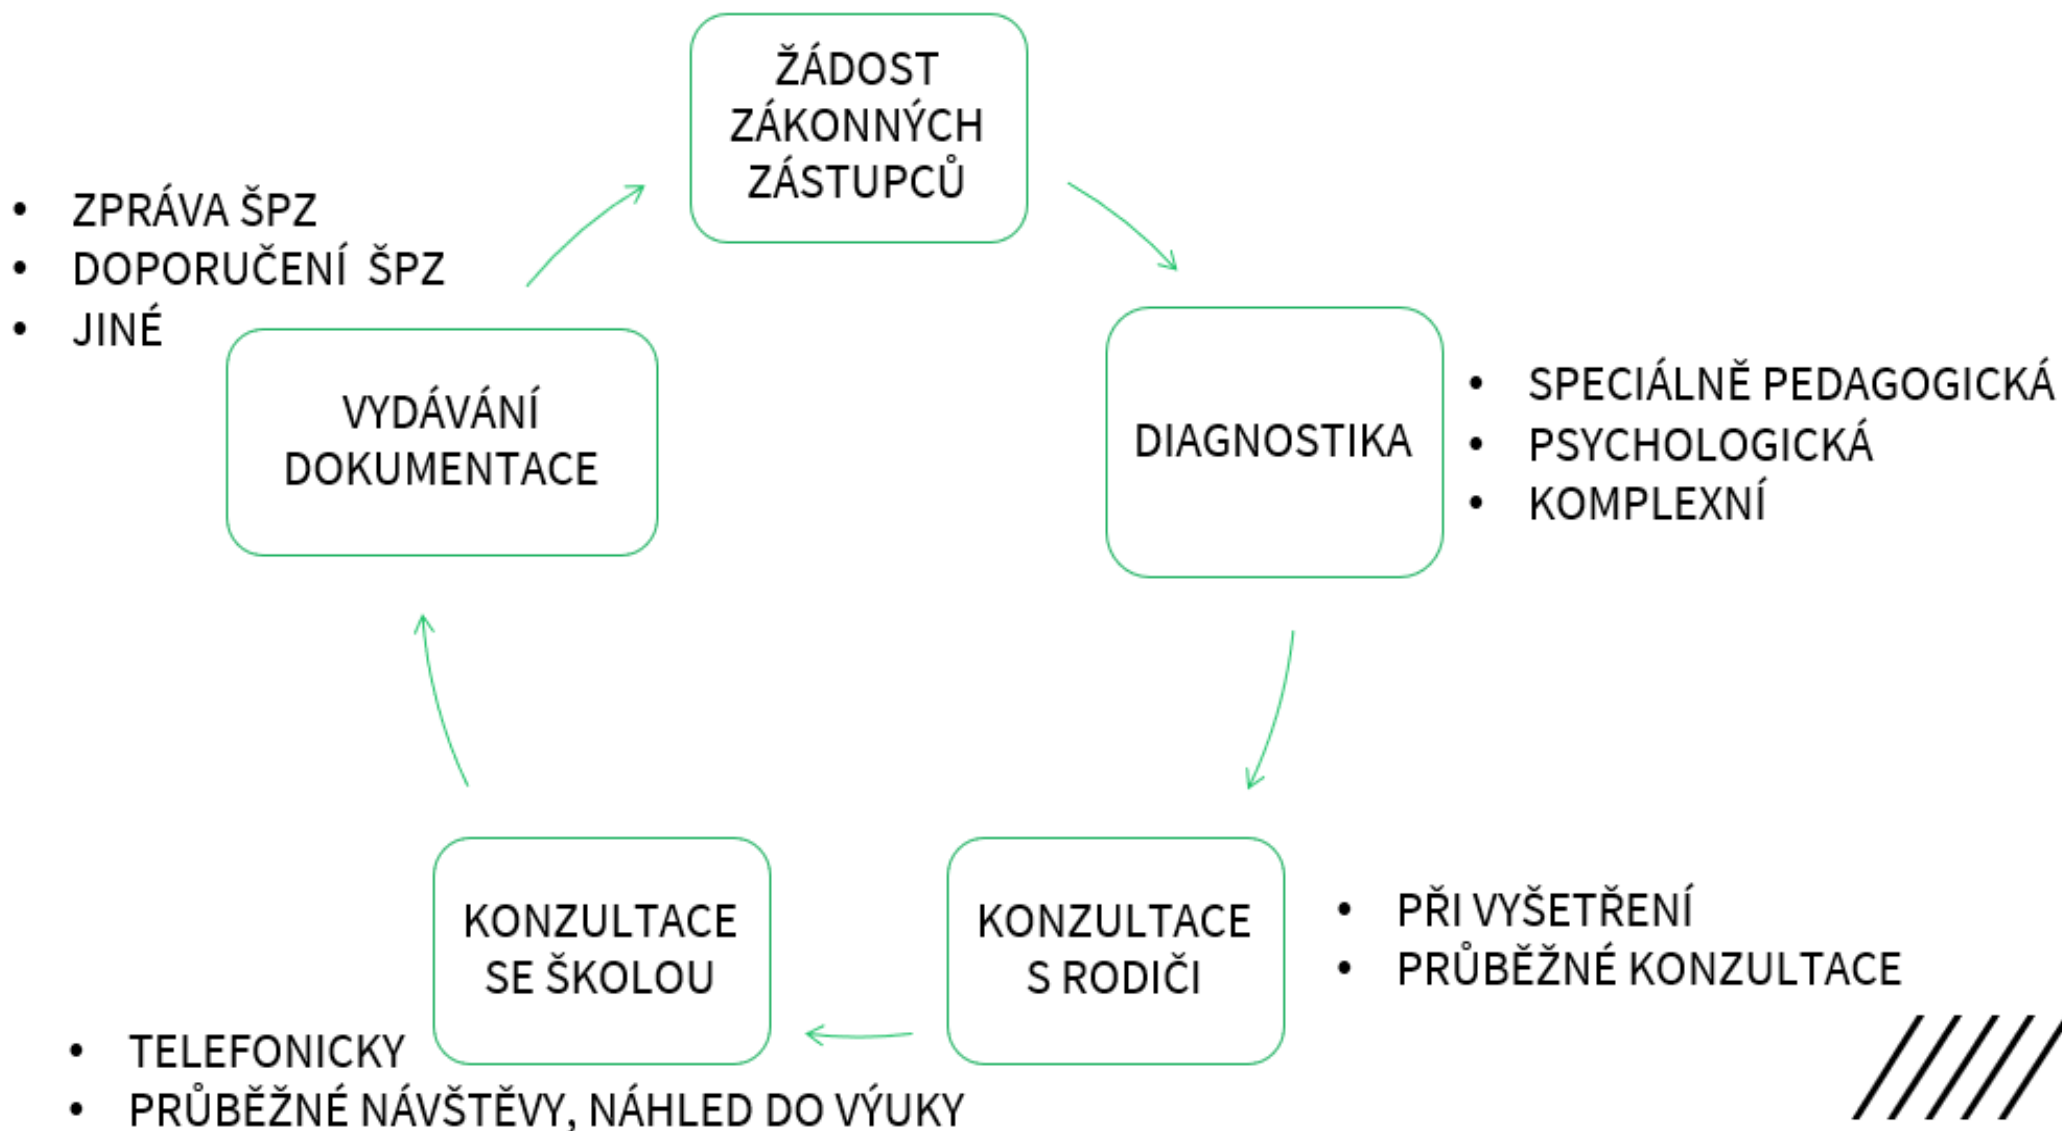 ŽÁDOST
ZÁKONNÝCH
ZÁSTUPCŮ
• ZPRÁVA ŠPZ
• DOPORUČENÍ  ŠPZ
• JINÉ
VYDÁVÁNÍ
DOKUMENTACE
DIAGNOSTIKA
• SPECIÁLNĚ PEDAGOGICKÁ
• PSYCHOLOGICKÁ
• KOMPLEXNÍ
KONZULTACE
SE ŠKOLOU
KONZULTACE
S RODIČI
• PŘI VYŠETŘENÍ
• PRŮBĚŽNÉ KONZULTACE
• TELEFONICKY
• PRŮBĚŽNÉ NÁVŠTĚVY, NÁHLED DO VÝUKY